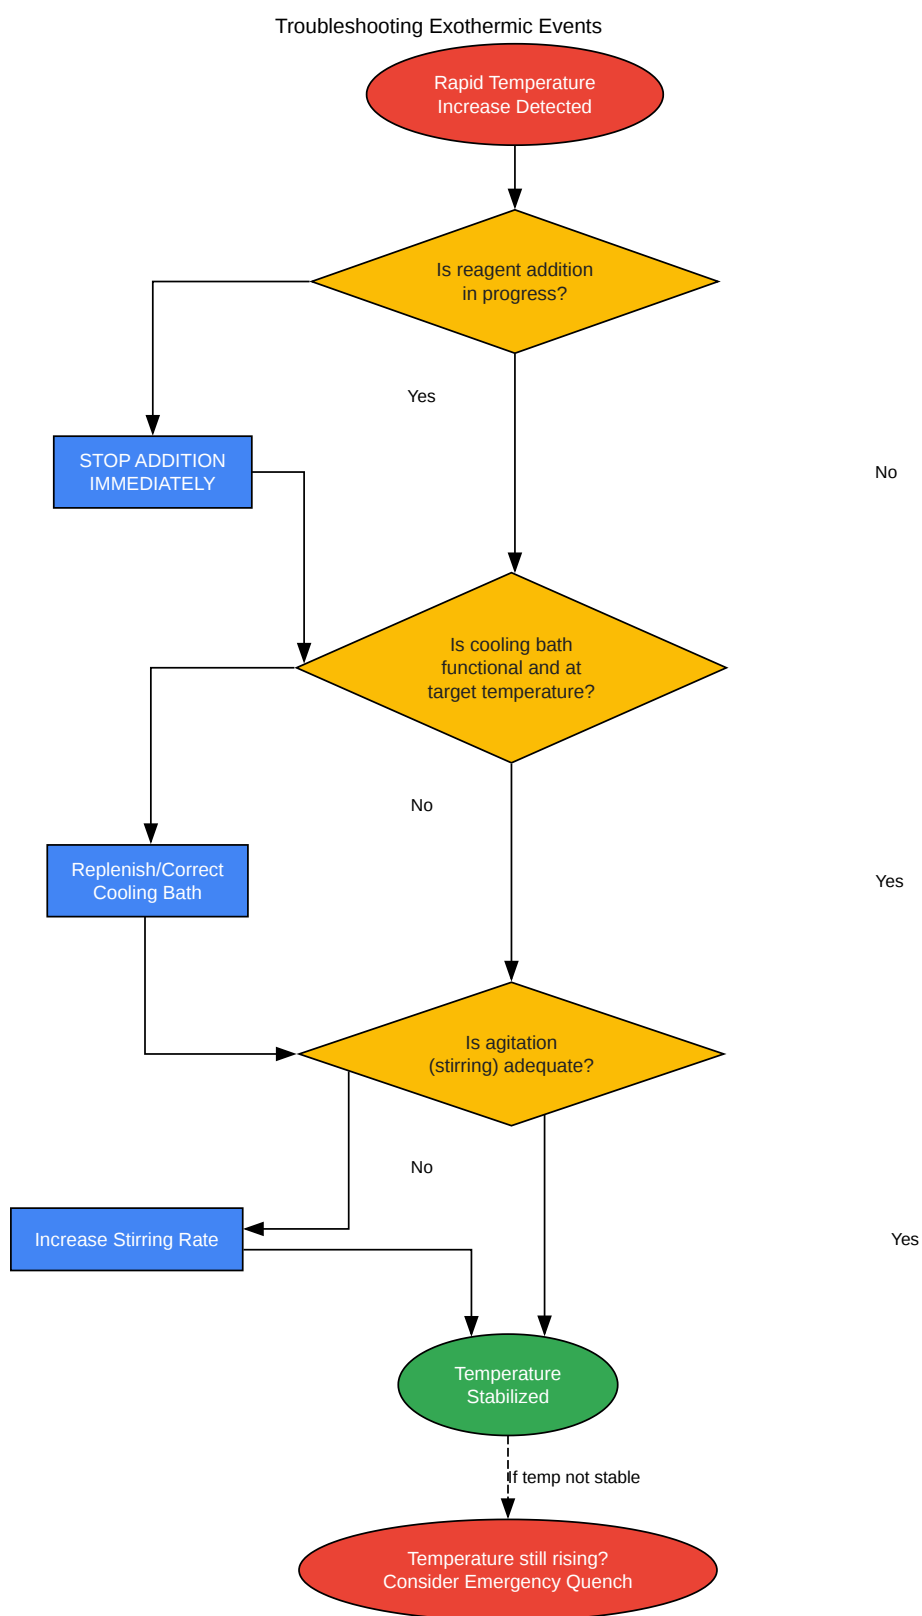 Troubleshooting Exothermic Events
Rapid Temperature
Increase Detected
Is reagent addition
in progress?
Yes
STOP ADDITION
IMMEDIATELY
No
Is cooling bath
functional and at
target temperature?
No
Replenish/Correct
Cooling Bath
Yes
Is agitation
(stirring) adequate?
No
Increase Stirring Rate
Yes
Temperature
Stabilized
If temp not stable
Temperature still rising?
Consider Emergency Quench